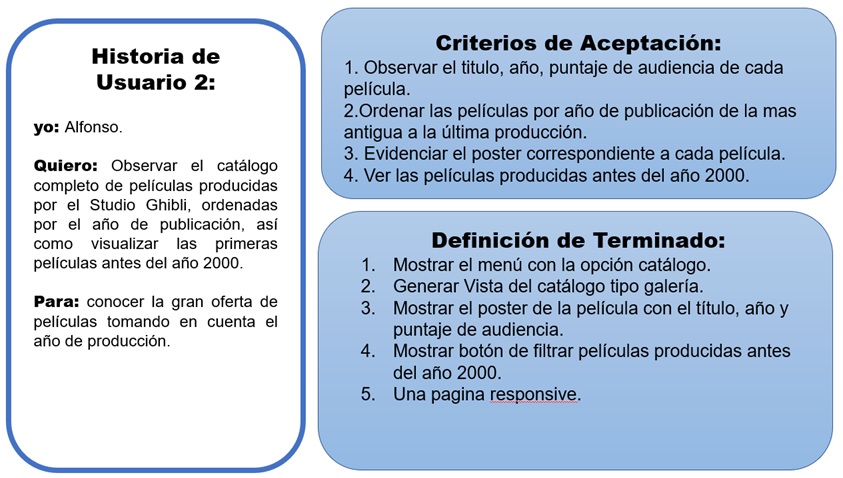 Historia de
Usuario 2:
yo: Alfonso.
Quiero: Observar el catálogo
completo de películas producidas
por el Studio Ghibli, ordenadas
por el año de publicación, así
como visualizar las primeras
películas antes del año 2000.
Para: conocer la gran oferta de
películas tomando en cuenta el
año de producción.
Criterios de Aceptación:
1. Observar el titulo, año, puntaje de audiencia de cada
película.
2.Ordenar las películas por año de publicación de la mas
antigua a la última producción.
3. Evidenciar el poster correspondiente a cada película.
4. Ver las películas producidas antes del año 2000.
Definición de Terminado:
1. Mostrar el menú con la opción catálogo.
2. Generar Vista del catálogo tipo galería.
3. Mostrar el poster de la película con el título, año y
puntaje de audiencia.
4. Mostrar botón de filtrar películas producidas antes
del año 2000.
5. Una pagina responsive.